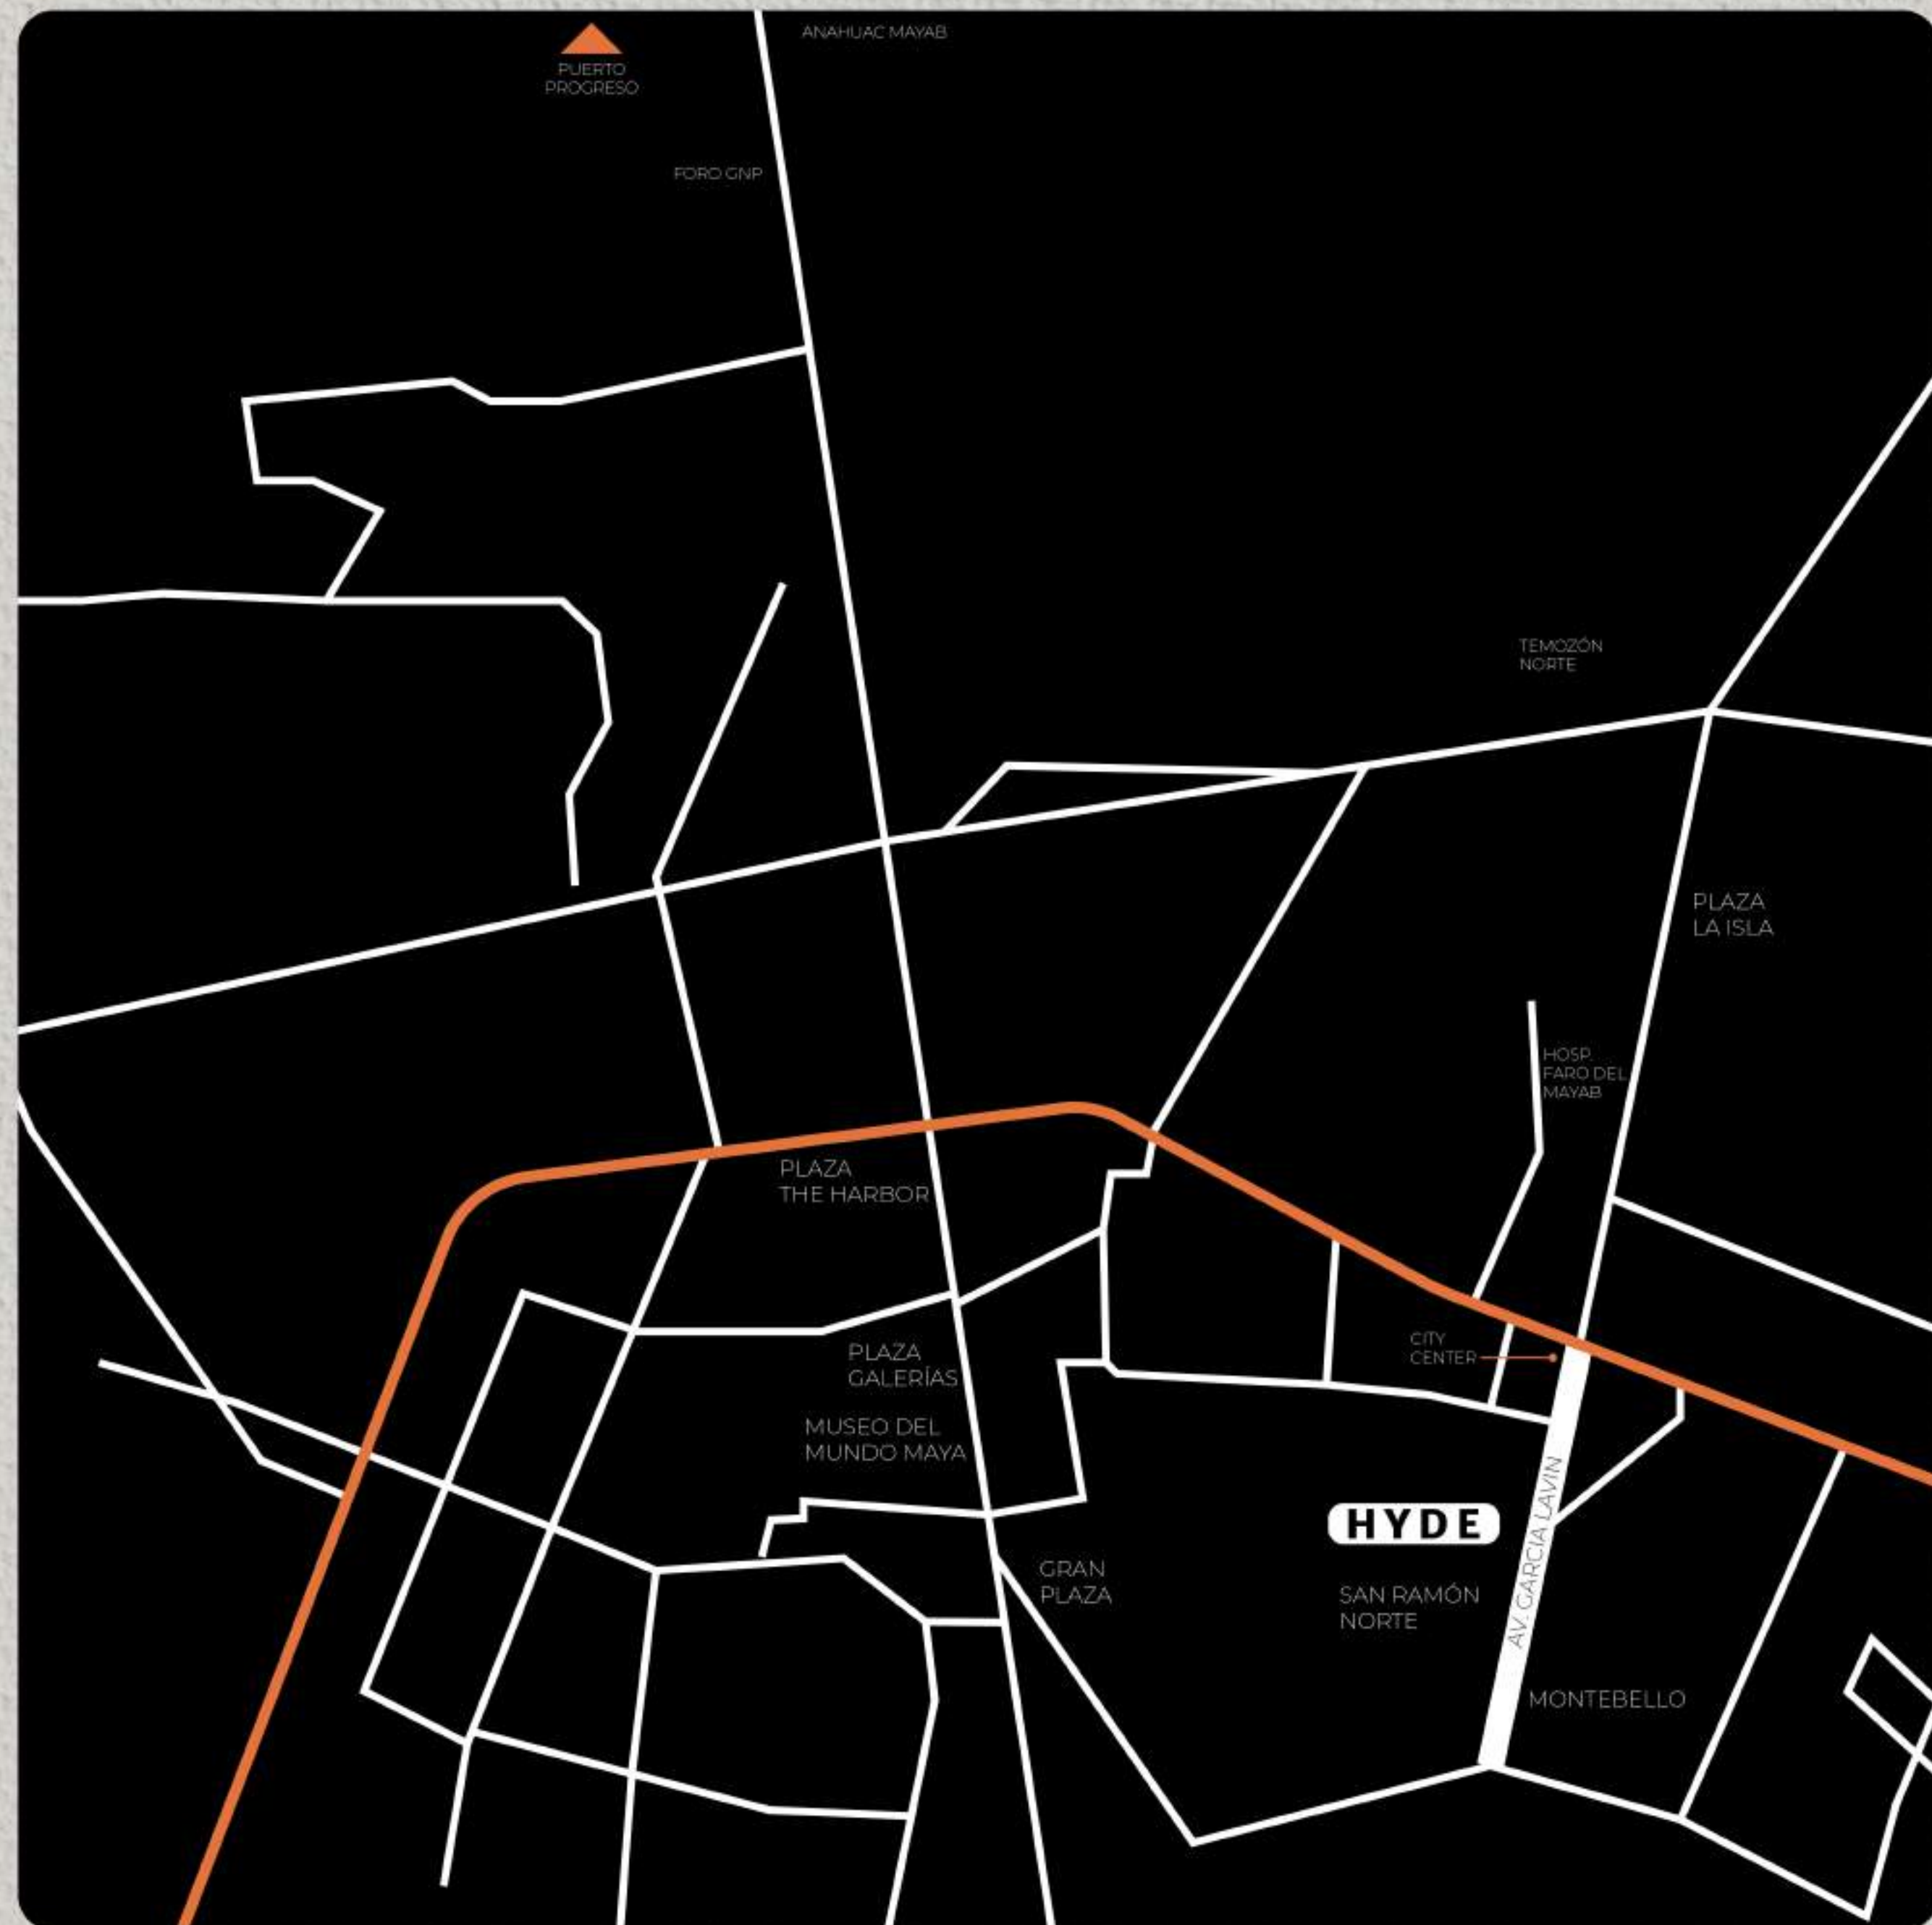 ANAHUAC MAYAB
PUERTO
PROGRESO
FORO GNP
TEMOZÓN
NORTE
PLAZA
LA ISLA
HOSP.
FARO DEL
MAYAB
PLAZA
THE HARBOR
CITY
CENTER
PLAZA
GALERÍAS
MUSEO DEL
MUNDO MAYA
AV. GARCIA LAVIN
HYDE
GRAN
PLAZA
SAN RAMÓN
NORTE
MONTEBELLO